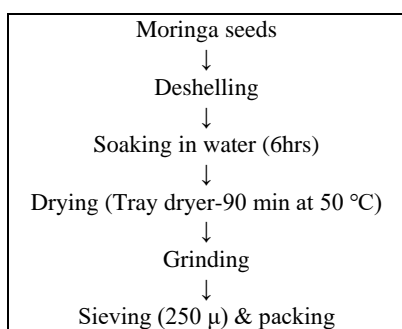 Moringa seeds
↓
Deshelling
↓
Soaking in water (6hrs)
↓
Drying (Tray dryer-90 min at 50 ℃)
↓
Grinding
↓
Sieving (250 μ) & packing